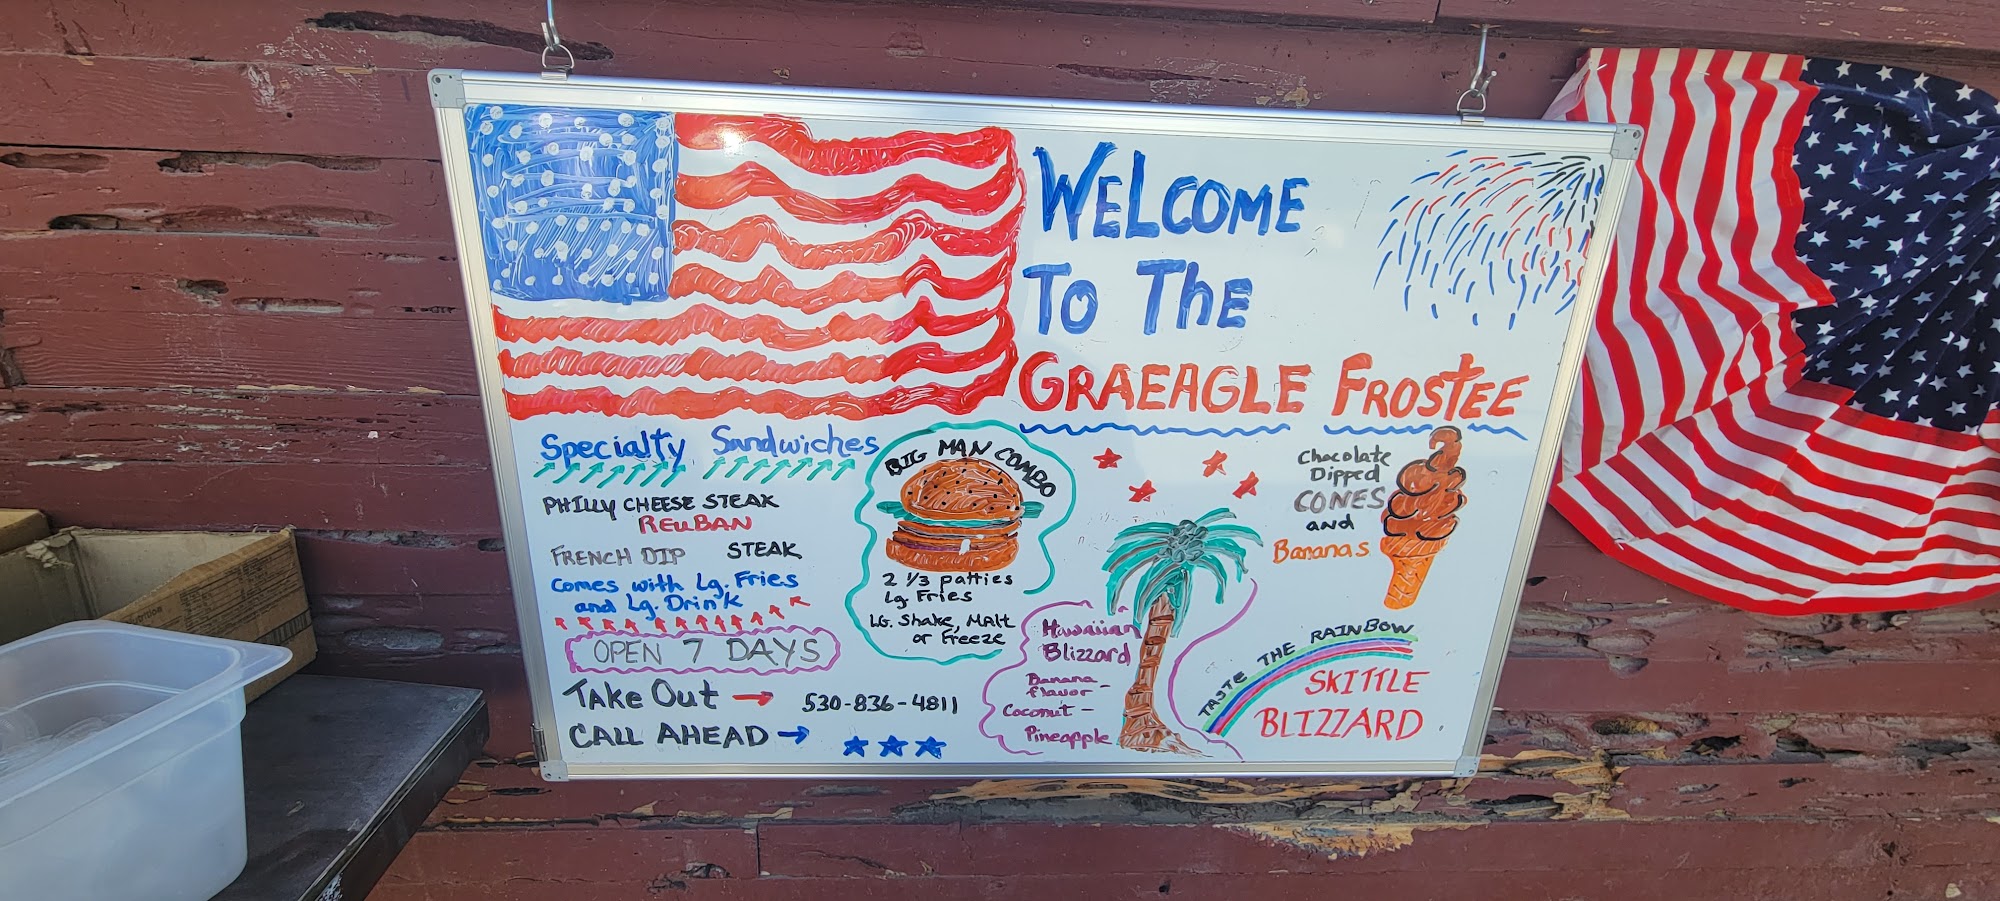 WELCOME
To The
GRAEAGLE FROSTEE
Specialty Sandwiches
PHILLY CHEESE STEAK
REUBAN
FRENCH DIP STEAK
Comes with Lg. Fries
and Lg. Drink
OPEN 7 DAYS
TAKE OUT
CALL AHEAD
530-836-4811
BIG MAN COMBO
2 1/3 patties
Lg Fries
LG. Shake, Malt
or Freeze
Hawaiian
Blizzard
Banana
flavor -
Coconut -
Pineapple
Chocolate
Dipped
CONES
and
Bananas
TASTE THE RAINBOW
SKITTLE
BLIZZARD